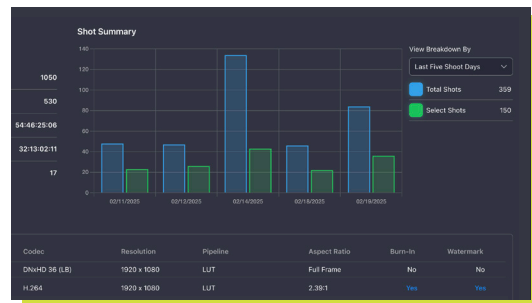 Shot Summary
140
120
100
80
60
40
20
0
02/11/2025 02/13/2025 02/14/2025 02/18/2025 02/19/2025
1050
530
54:46:25:06
32:13:02:11
17
View Breakdown By
Last Five Shoot Days
Total Shots 359
Select Shots 150
Codec Resolution Pipeline Aspect Ratio Burn-In Watermark
DNxHD 36 (LB) 1920 x 1080 LUT Full Frame No No
H.264 1920 x 1080 LUT 2.39:1 Yes Yes